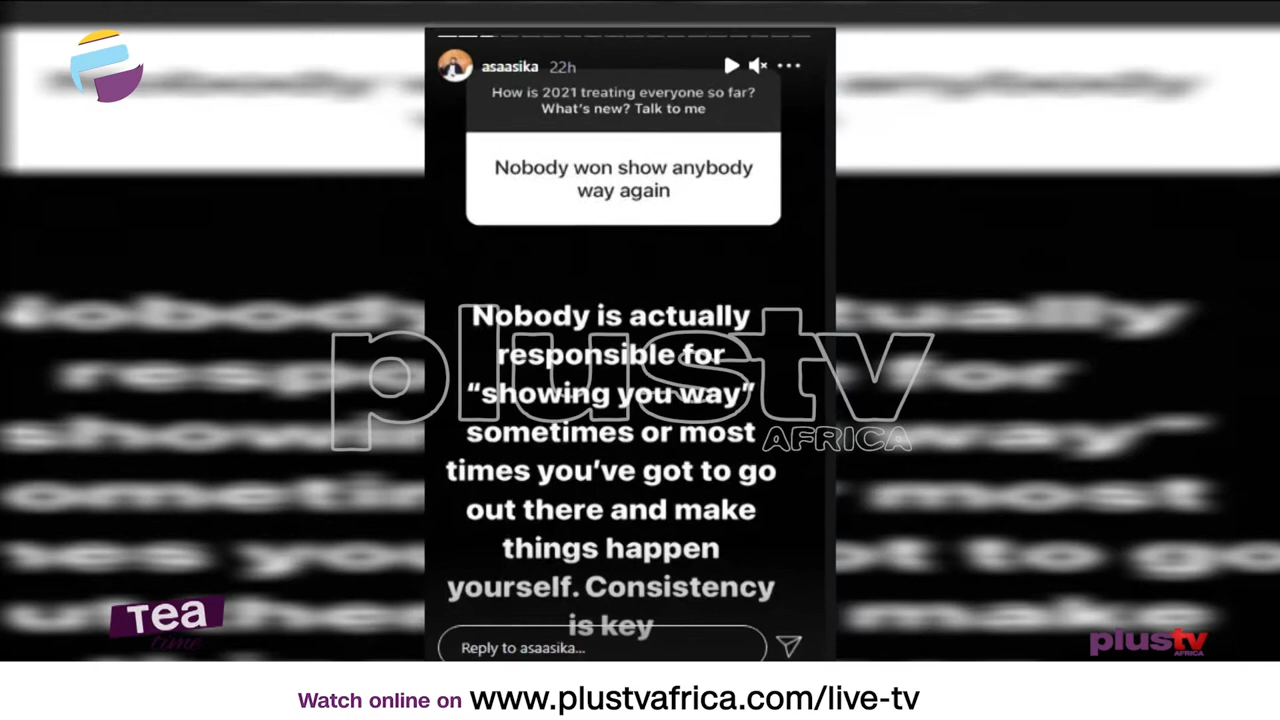 asaasika 22h
How is 2021 treating everyone so far?
What's new? Talk to me
Nobody won show anybody
way again
Nobody is actually
responsible for
“showing you way”
sometimes or most
times you’ve got to go
out there and make
things happen
yourself. Consistency
is key
Reply to asaasika...
plustv
AFRICA
Tea
time
plustv
AFRICA
Watch online on www.plustvafrica.com/live-tv